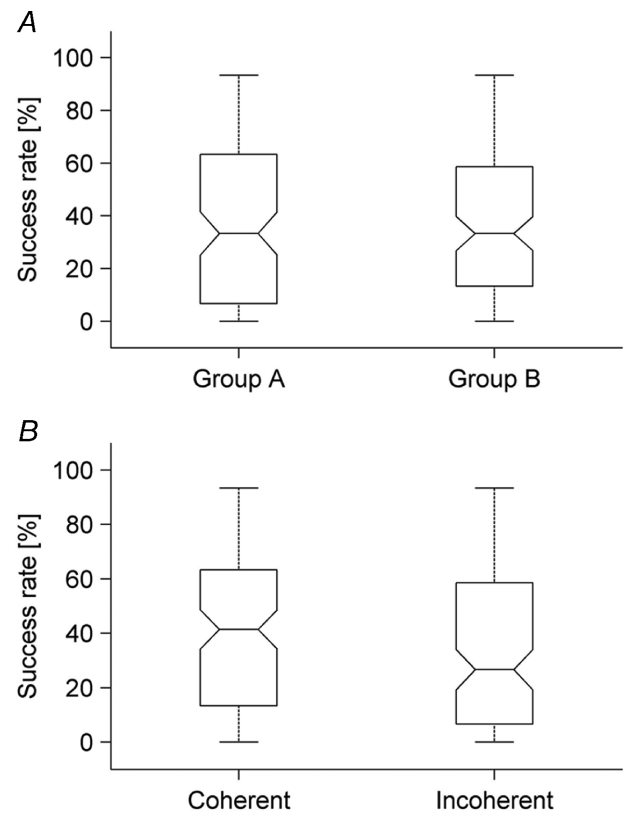 A
Success rate [%]
100
80
60
40
20
0
Group A
Group B
B
Success rate [%]
100
80
60
40
20
0
Coherent
Incoherent